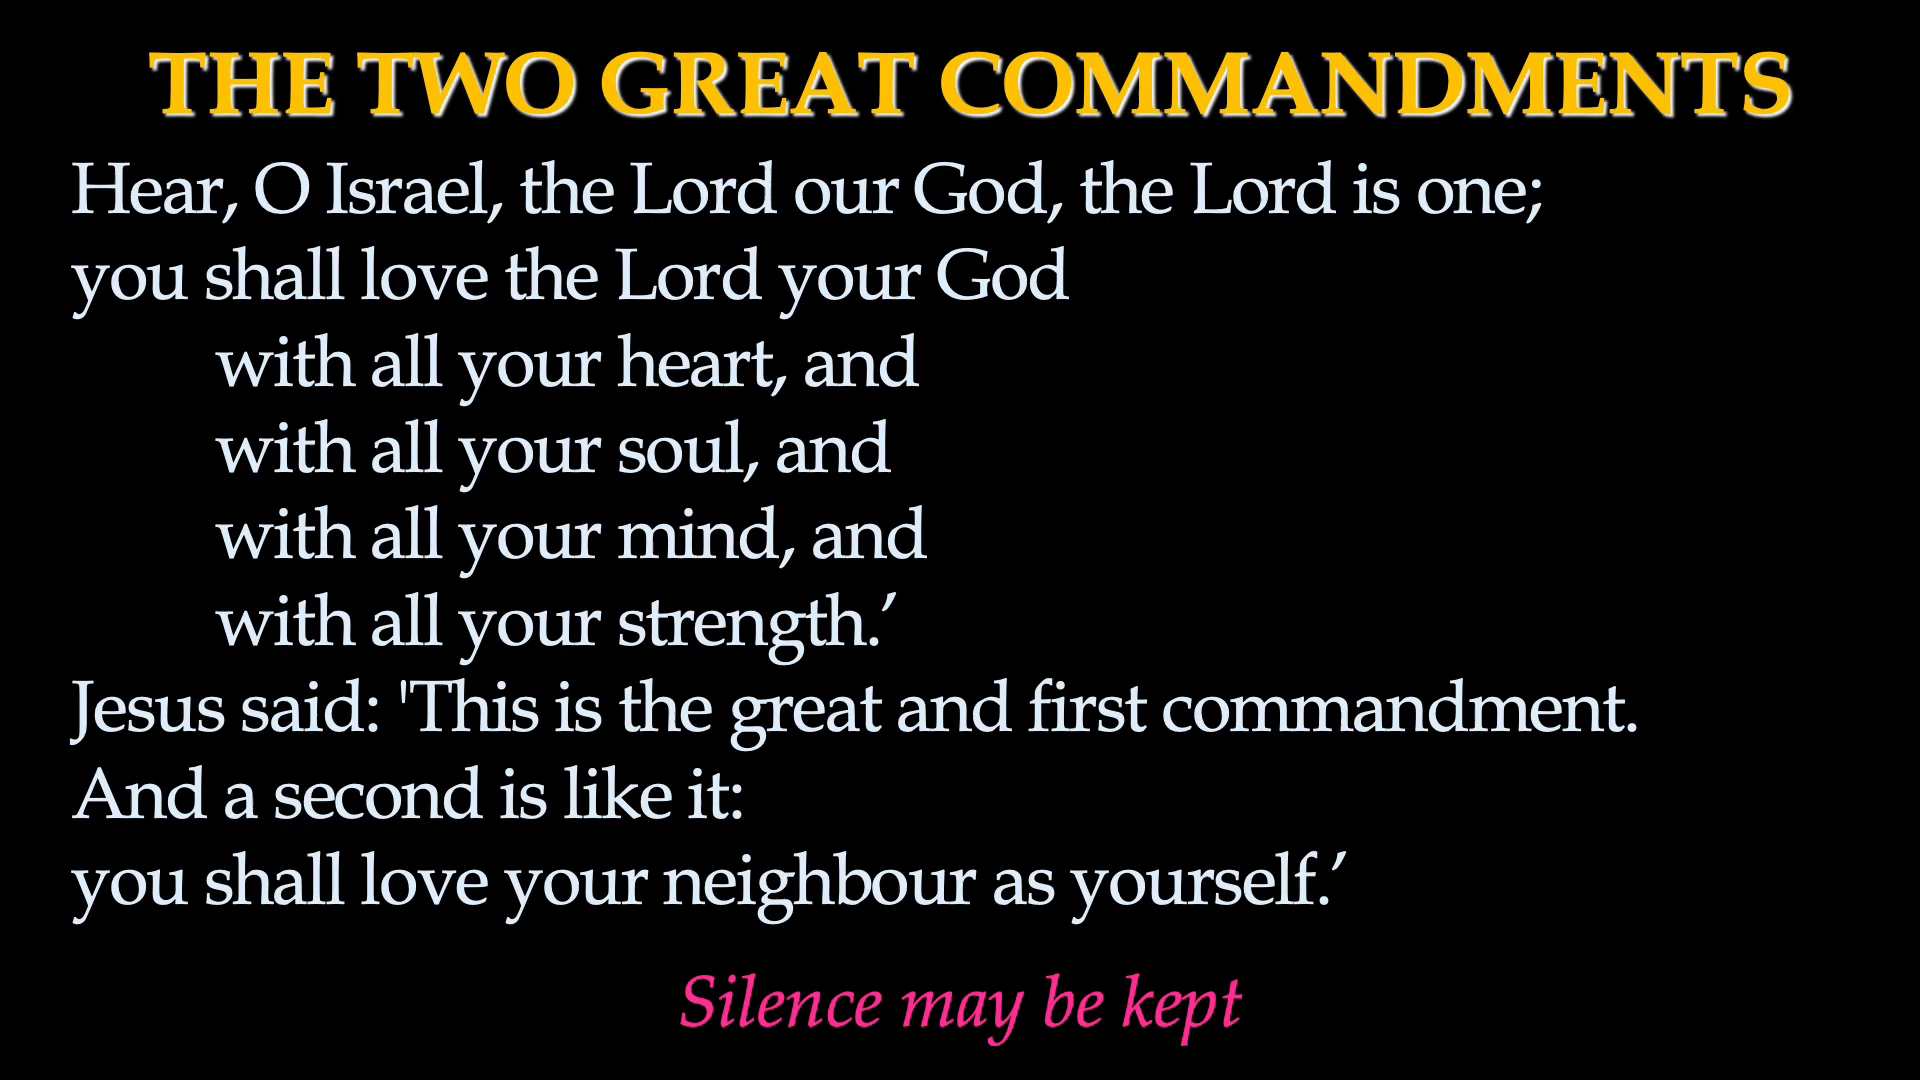 THE TWO GREAT COMMANDMENTS
Hear, O Israel, the Lord our God, the Lord is one;
you shall love the Lord your God
with all your heart, and
with all your soul, and
with all your mind, and
with all your strength.’
Jesus said: 'This is the great and first commandment.
And a second is like it:
you shall love your neighbour as yourself.’
Silence may be kept